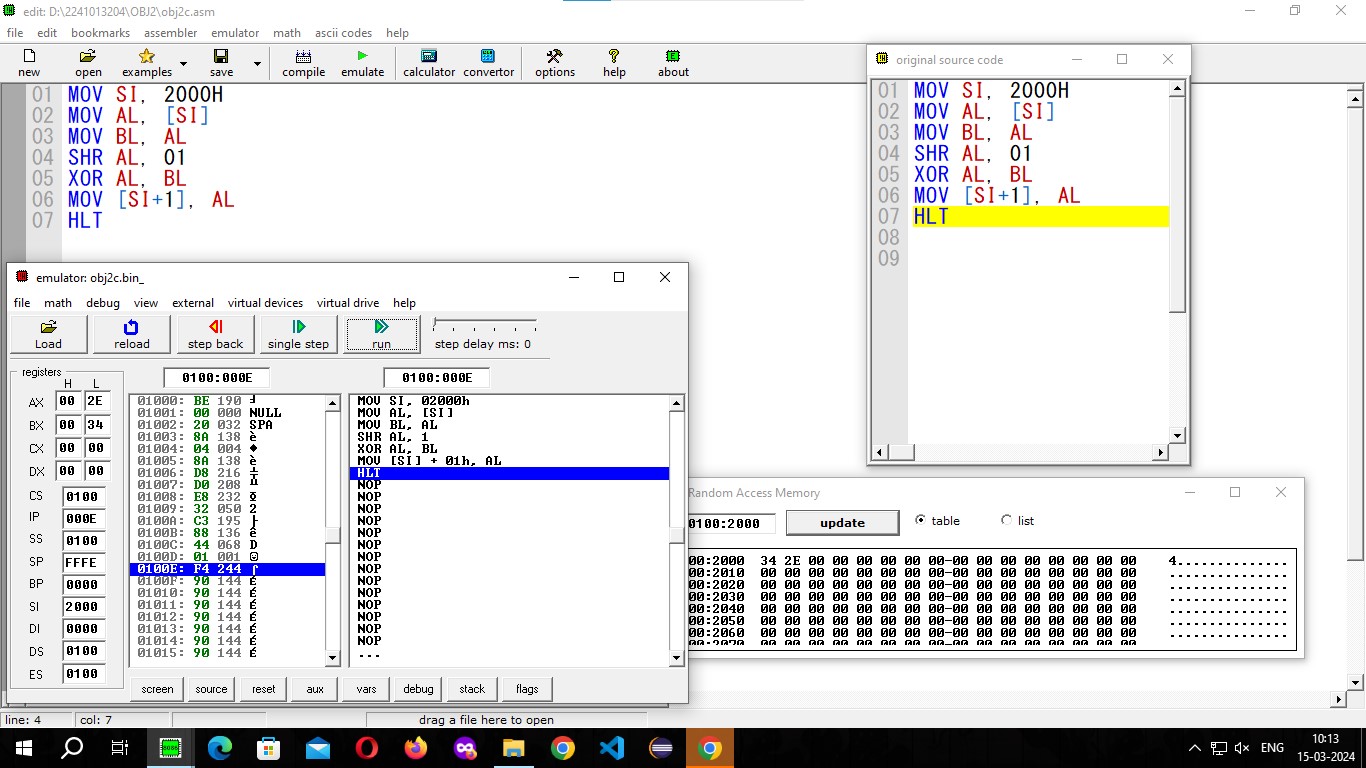 edit: D:\2241013204\OBJ2\obj2c.asm
file edit bookmarks assembler emulator math ascii codes help
new open examples save compile emulate calculator convertor options help about
01 MOV SI, 2000H
02 MOV AL, [SI]
03 MOV BL, AL
04 SHR AL, 01
05 XOR AL, BL
06 MOV [SI+1], AL
07 HLT
original source code
01 MOV SI, 2000H
02 MOV AL, [SI]
03 MOV BL, AL
04 SHR AL, 01
05 XOR AL, BL
06 MOV [SI+1], AL
07 HLT
08
09
emulator: obj2c.bin_
file math debug view external virtual devices virtual drive help
Load reload step back single step run step delay ms: 0
registers
H L
AX 00 2E
BX 00 34
CX 00 00
DX 00 00
CS 0100
IP 000E
SS 0100
SP FFFE
BP 0000
SI 2000
DI 0000
DS 0100
ES 0100
0100:000E
01000: BE 190 ╛
01001: 00 000 NULL
01002: 20 032 SPA
01003: 8A 138 è
01004: 04 004 ♦
01005: 8A 138 è
01006: D8 216 ╪
01007: D0 208 ╨
01008: E8 232 Φ
01009: 32 050 2
0100A: C3 195 ├
0100B: 88 136 ê
0100C: 44 068 D
0100D: 01 001 ☺
0100E: F4 244 ⌠
0100F: 90 144 É
01010: 90 144 É
01011: 90 144 É
01012: 90 144 É
01013: 90 144 É
01014: 90 144 É
01015: 90 144 É
0100:000E
MOV SI, 02000h
MOV AL, [SI]
MOV BL, AL
SHR AL, 1
XOR AL, BL
MOV [SI] + 01h, AL
HLT
NOP
NOP
NOP
NOP
NOP
NOP
NOP
NOP
NOP
NOP
NOP
NOP
NOP
NOP
...
screen source reset aux vars debug stack flags
Random Access Memory
0100:2000 update table list
00:2000 34 2E 00 00 00 00 00 00-00 00 00 00 00 00 00 00 4..............
00:2010 00 00 00 00 00 00 00 00-00 00 00 00 00 00 00 00 ...............
00:2020 00 00 00 00 00 00 00 00-00 00 00 00 00 00 00 00 ...............
00:2030 00 00 00 00 00 00 00 00-00 00 00 00 00 00 00 00 ...............
00:2040 00 00 00 00 00 00 00 00-00 00 00 00 00 00 00 00 ...............
00:2050 00 00 00 00 00 00 00 00-00 00 00 00 00 00 00 00 ...............
00:2060 00 00 00 00 00 00 00 00-00 00 00 00 00 00 00 00 ...............
line: 4 col: 7 drag a file here to open
8086
ENG
10:13
15-03-2024